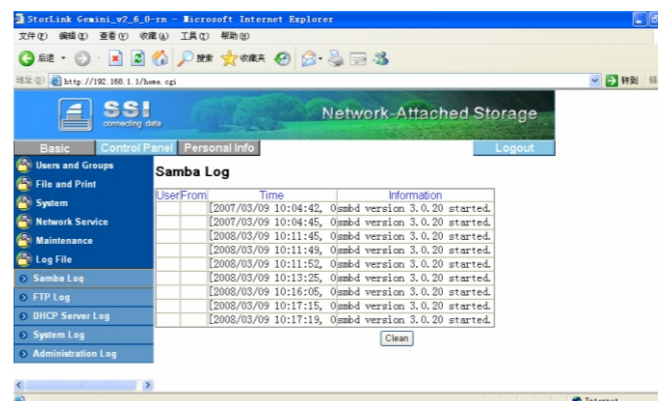 StorLink Gemini_v2_6_0-rn - Microsoft Internet Explorer
文件(F) 编辑(E) 查看(V) 收藏(A) 工具(T) 帮助(H)
后退 搜索 收藏夹
地址(D) http://192.168.1.1/home.cgi 转到
SSI
connecting data
Network-Attached Storage
Basic Control Panel Personal Info Logout
Users and Groups
File and Print
System
Network Service
Maintenance
Log File
Samba Log
FTP Log
DHCP Server Log
System Log
Administration Log
Samba Log
User From Time Information
[2007/03/09 10:04:42, 0 smbd version 3.0.20 started.
[2007/03/09 10:04:45, 0 smbd version 3.0.20 started.
[2008/03/09 10:11:45, 0 smbd version 3.0.20 started.
[2008/03/09 10:11:49, 0 smbd version 3.0.20 started.
[2008/03/09 10:11:52, 0 smbd version 3.0.20 started.
[2008/03/09 10:13:25, 0 smbd version 3.0.20 started.
[2008/03/09 10:16:05, 0 smbd version 3.0.20 started.
[2008/03/09 10:17:15, 0 smbd version 3.0.20 started.
[2008/03/09 10:17:19, 0 smbd version 3.0.20 started.
Clean
Internet